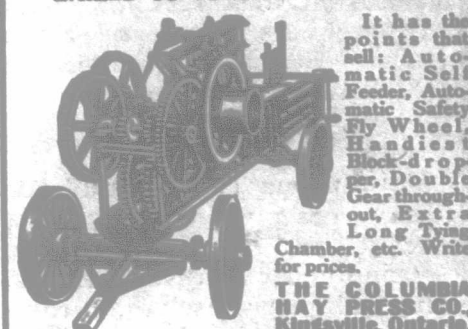 It has the
points that
sell: Auto-
matic Self
Feeder, Auto-
matic Safety
Fly Wheel,
Handiest
Block-drop
per, Double
Gear through-
out, Extra
Long Tying
Chamber, etc. Write
for prices.
THE COLUMBIA
HAY PRESS CO.
Kingsville, Ontario